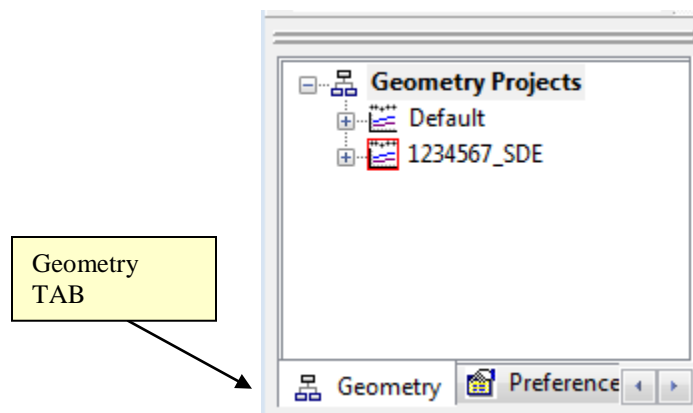 Geometry Projects
Default
1234567_SDE
Geometry
TAB
Geometry
Preference